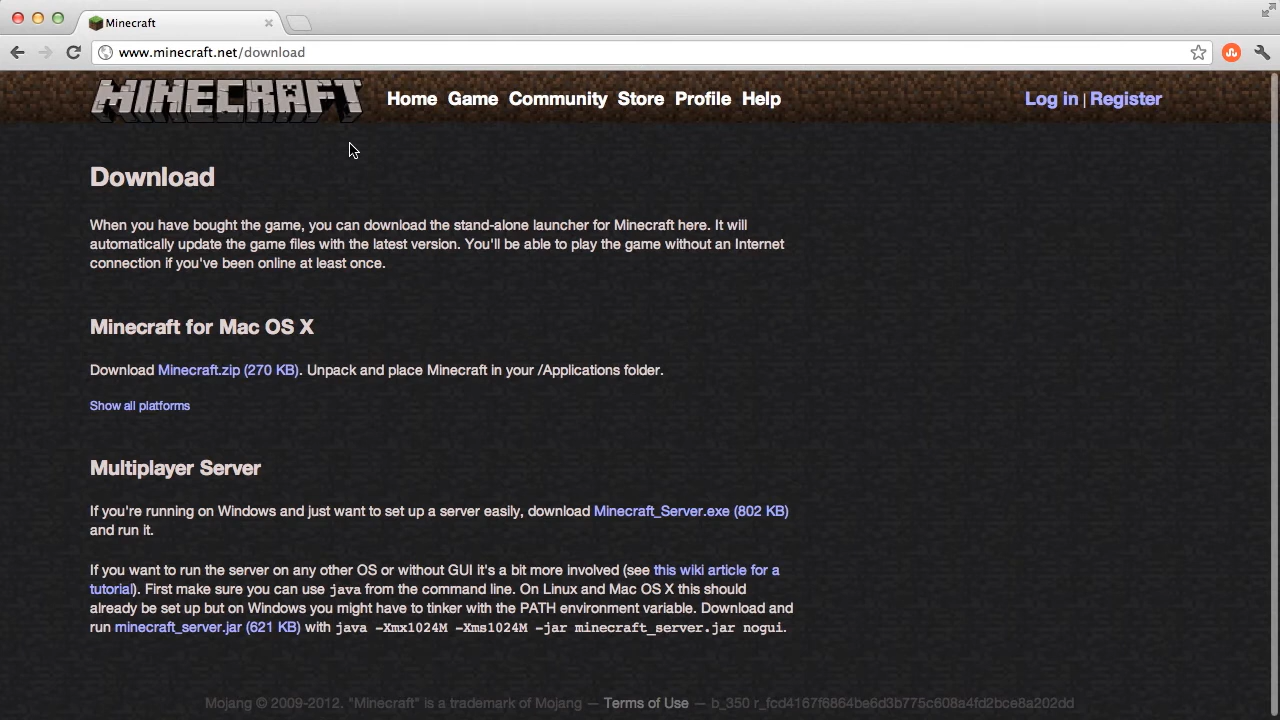 Minecraft
www.minecraft.net/download
MINECRAFT Home Game Community Store Profile Help Log in | Register
Download
When you have bought the game, you can download the stand-alone launcher for Minecraft here. It will
automatically update the game files with the latest version. You'll be able to play the game without an Internet
connection if you've been online at least once.
Minecraft for Mac OS X
Download Minecraft.zip (270 KB). Unpack and place Minecraft in your /Applications folder.
Show all platforms
Multiplayer Server
If you're running on Windows and just want to set up a server easily, download Minecraft_Server.exe (802 KB)
and run it.
If you want to run the server on any other OS or without GUI it's a bit more involved (see this wiki article for a
tutorial). First make sure you can use java from the command line. On Linux and Mac OS X this should
already be set up but on Windows you might have to tinker with the PATH environment variable. Download and
run minecraft_server.jar (621 KB) with java -Xmx1024M -Xms1024M -jar minecraft_server.jar nogui.
Mojang © 2009-2012. "Minecraft" is a trademark of Mojang — Terms of Use — b_350 r_fcd4167f6864be6d3b775c608a4fd2bce8a202dd